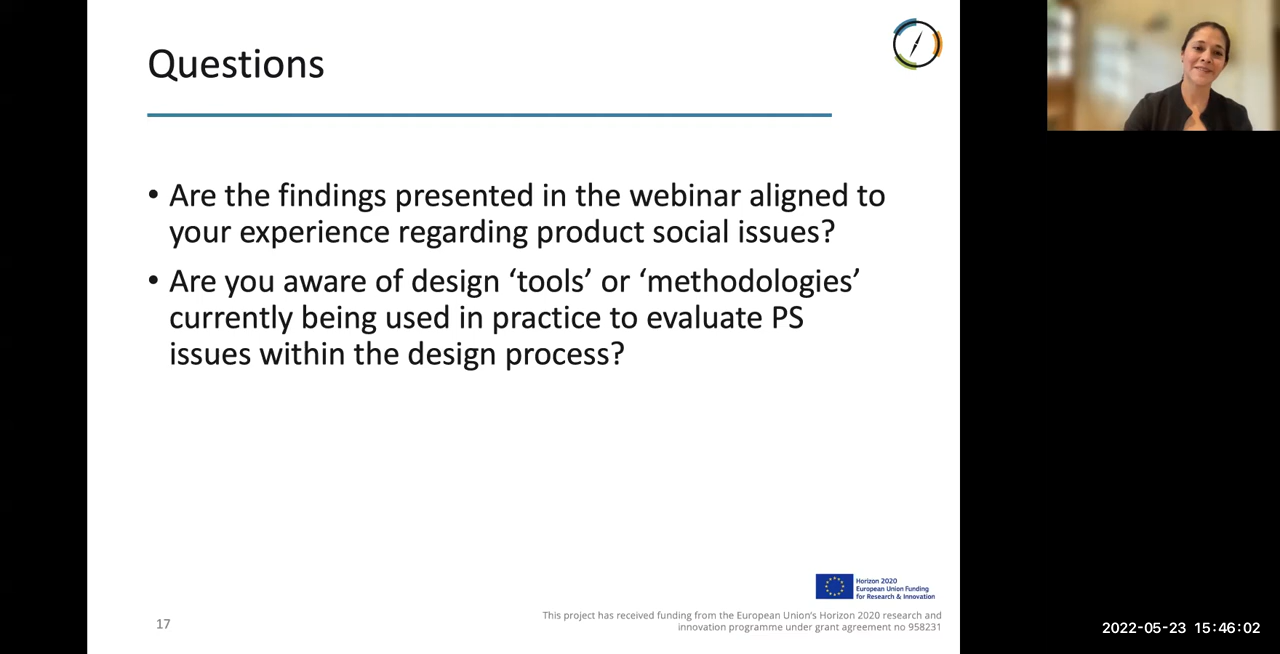 Questions
• Are the findings presented in the webinar aligned to
your experience regarding product social issues?
• Are you aware of design ‘tools’ or ‘methodologies’
currently being used in practice to evaluate PS
issues within the design process?
Horizon 2020
European Union Funding
for Research & Innovation
This project has received funding from the European Union’s Horizon 2020 research and
innovation programme under grant agreement no 958231
17
2022-05-23 15:46:02